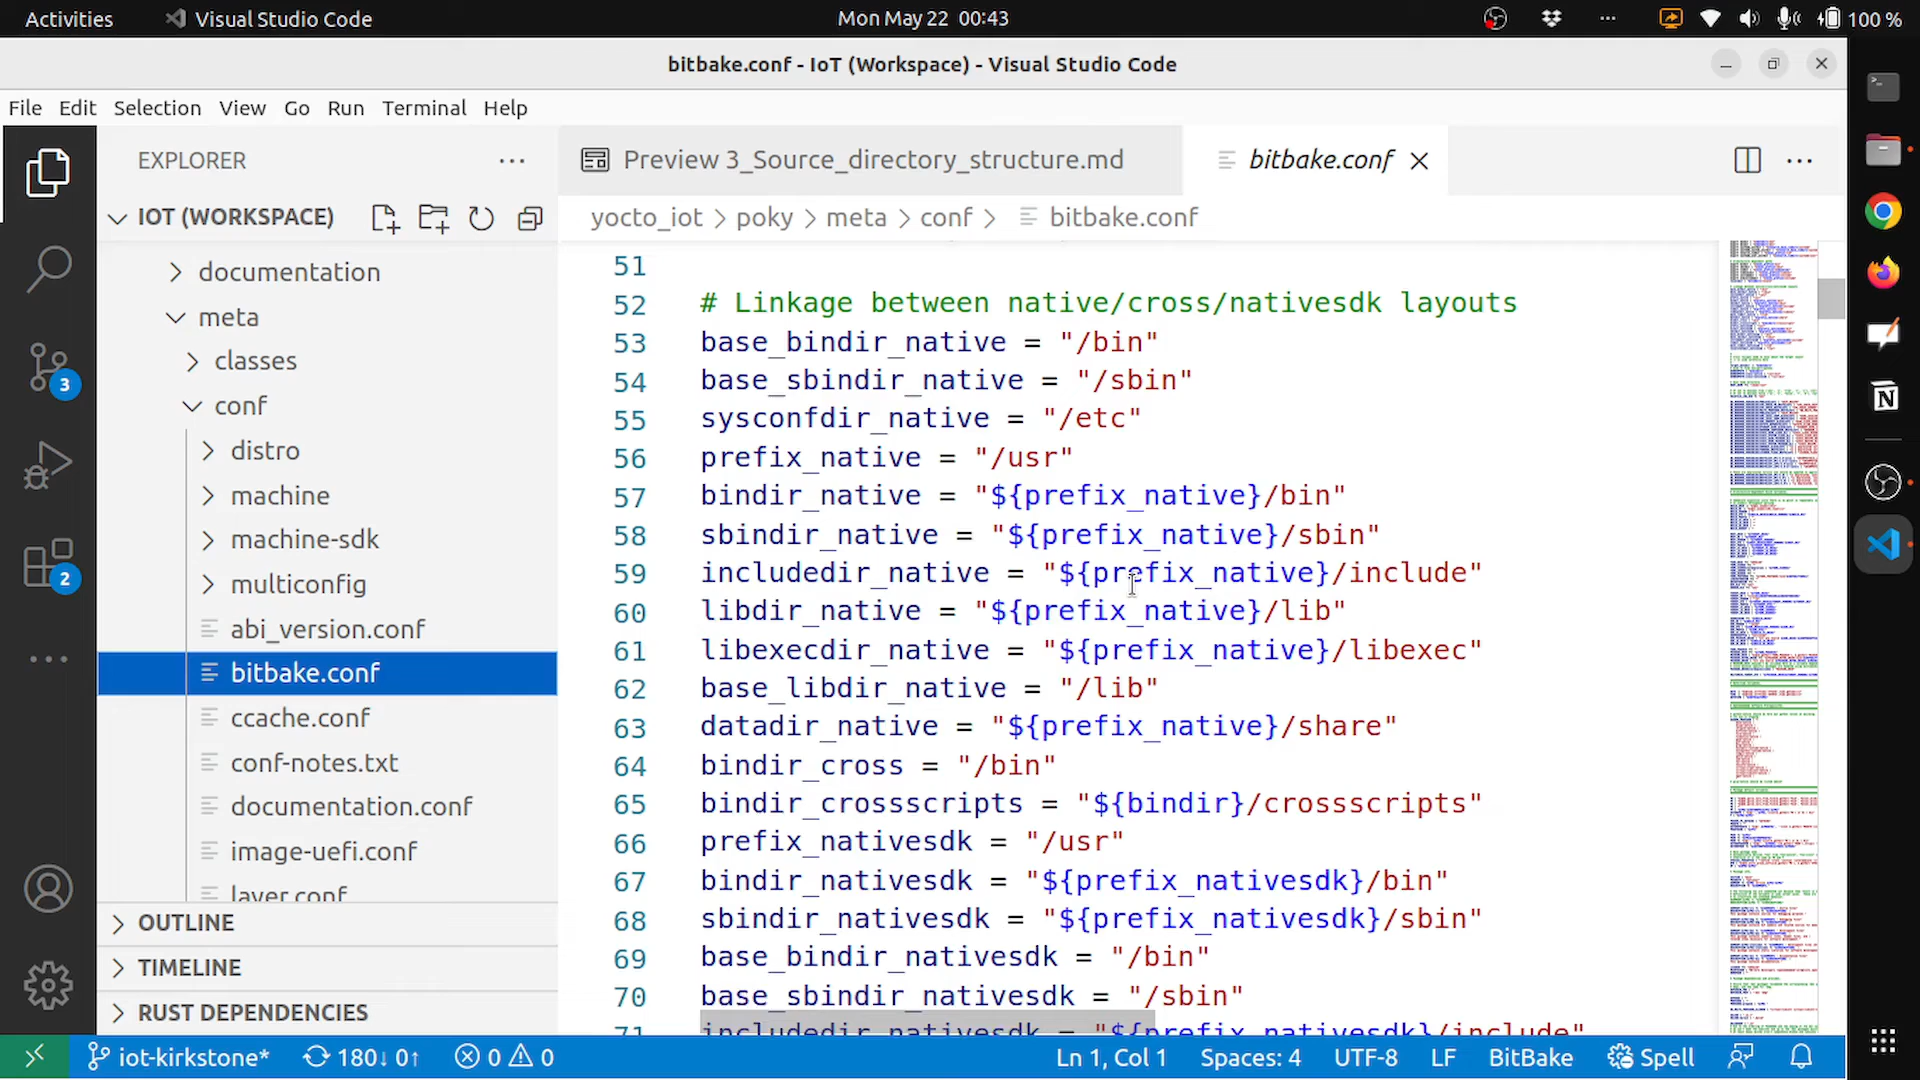 Activities
Visual Studio Code
Mon May 22 00:43
100 %
bitbake.conf - IoT (Workspace) - Visual Studio Code
File Edit Selection View Go Run Terminal Help
EXPLORER
Preview 3_Source_directory_structure.md
bitbake.conf
IOT (WORKSPACE)
yocto_iot > poky > meta > conf > bitbake.conf
documentation
meta
classes
conf
distro
machine
machine-sdk
multiconfig
abi_version.conf
bitbake.conf
ccache.conf
conf-notes.txt
documentation.conf
image-uefi.conf
layer.conf
OUTLINE
TIMELINE
RUST DEPENDENCIES
3
2
51
52 # Linkage between native/cross/nativesdk layouts
53 base_bindir_native = "/bin"
54 base_sbindir_native = "/sbin"
55 sysconfdir_native = "/etc"
56 prefix_native = "/usr"
57 bindir_native = "${prefix_native}/bin"
58 sbindir_native = "${prefix_native}/sbin"
59 includedir_native = "${prefix_native}/include"
60 libdir_native = "${prefix_native}/lib"
61 libexecdir_native = "${prefix_native}/libexec"
62 base_libdir_native = "/lib"
63 datadir_native = "${prefix_native}/share"
64 bindir_cross = "/bin"
65 bindir_crossscripts = "${bindir}/crossscripts"
66 prefix_nativesdk = "/usr"
67 bindir_nativesdk = "${prefix_nativesdk}/bin"
68 sbindir_nativesdk = "${prefix_nativesdk}/sbin"
69 base_bindir_nativesdk = "/bin"
70 base_sbindir_nativesdk = "/sbin"
71 includedir_nativesdk = "${prefix_nativesdk}/include"
iot-kirkstone* 180↓ 0↑ 0 0 Ln 1, Col 1 Spaces: 4 UTF-8 LF BitBake Spell